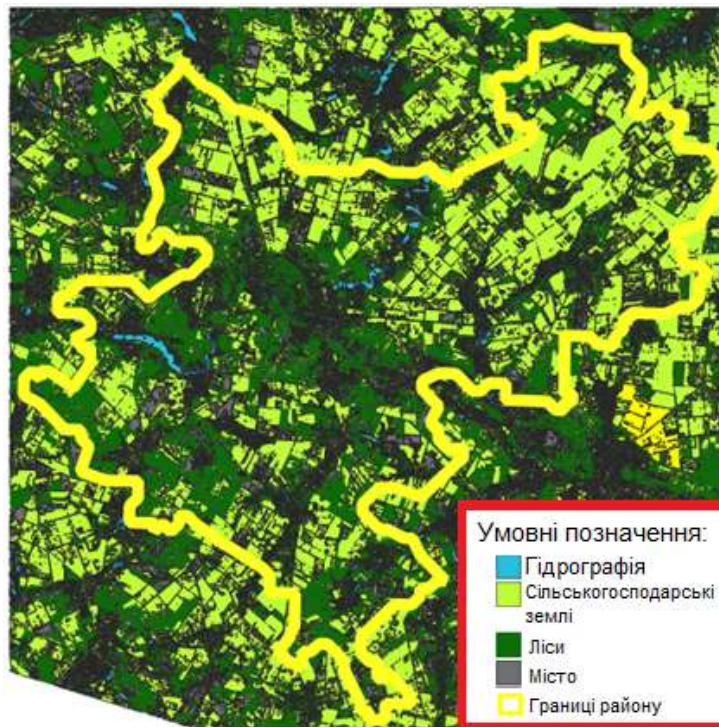 Умовні позначення:
Гідрографія
Сільськогосподарські
землі
Ліси
Місто
Границі району